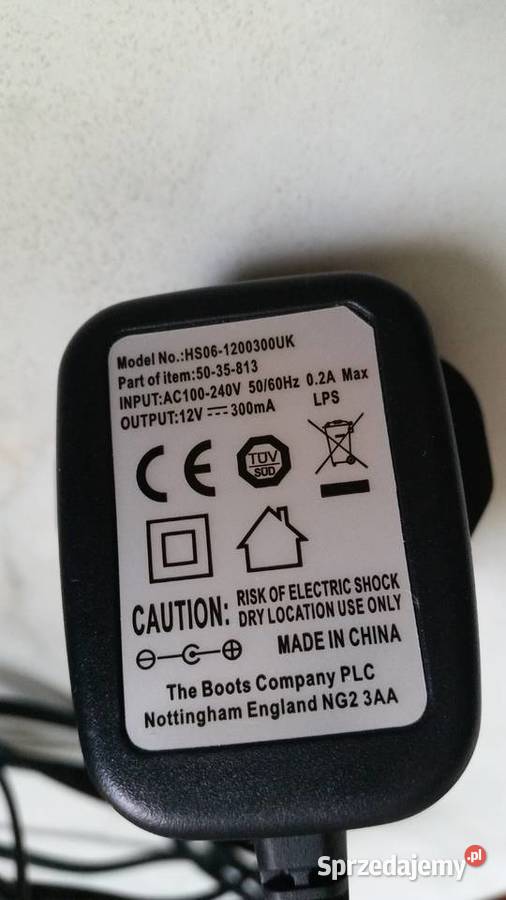 Model No.:HS06-1200300UK
Part of item:50-35-813
INPUT:AC100-240V 50/60Hz 0.2A Max
OUTPUT:12V ⎓ 300mA LPS
CE
TÜV
SÜD
CAUTION: RISK OF ELECTRIC SHOCK
DRY LOCATION USE ONLY
MADE IN CHINA
The Boots Company PLC
Nottingham England NG2 3AA
Sprzedajemy.pl